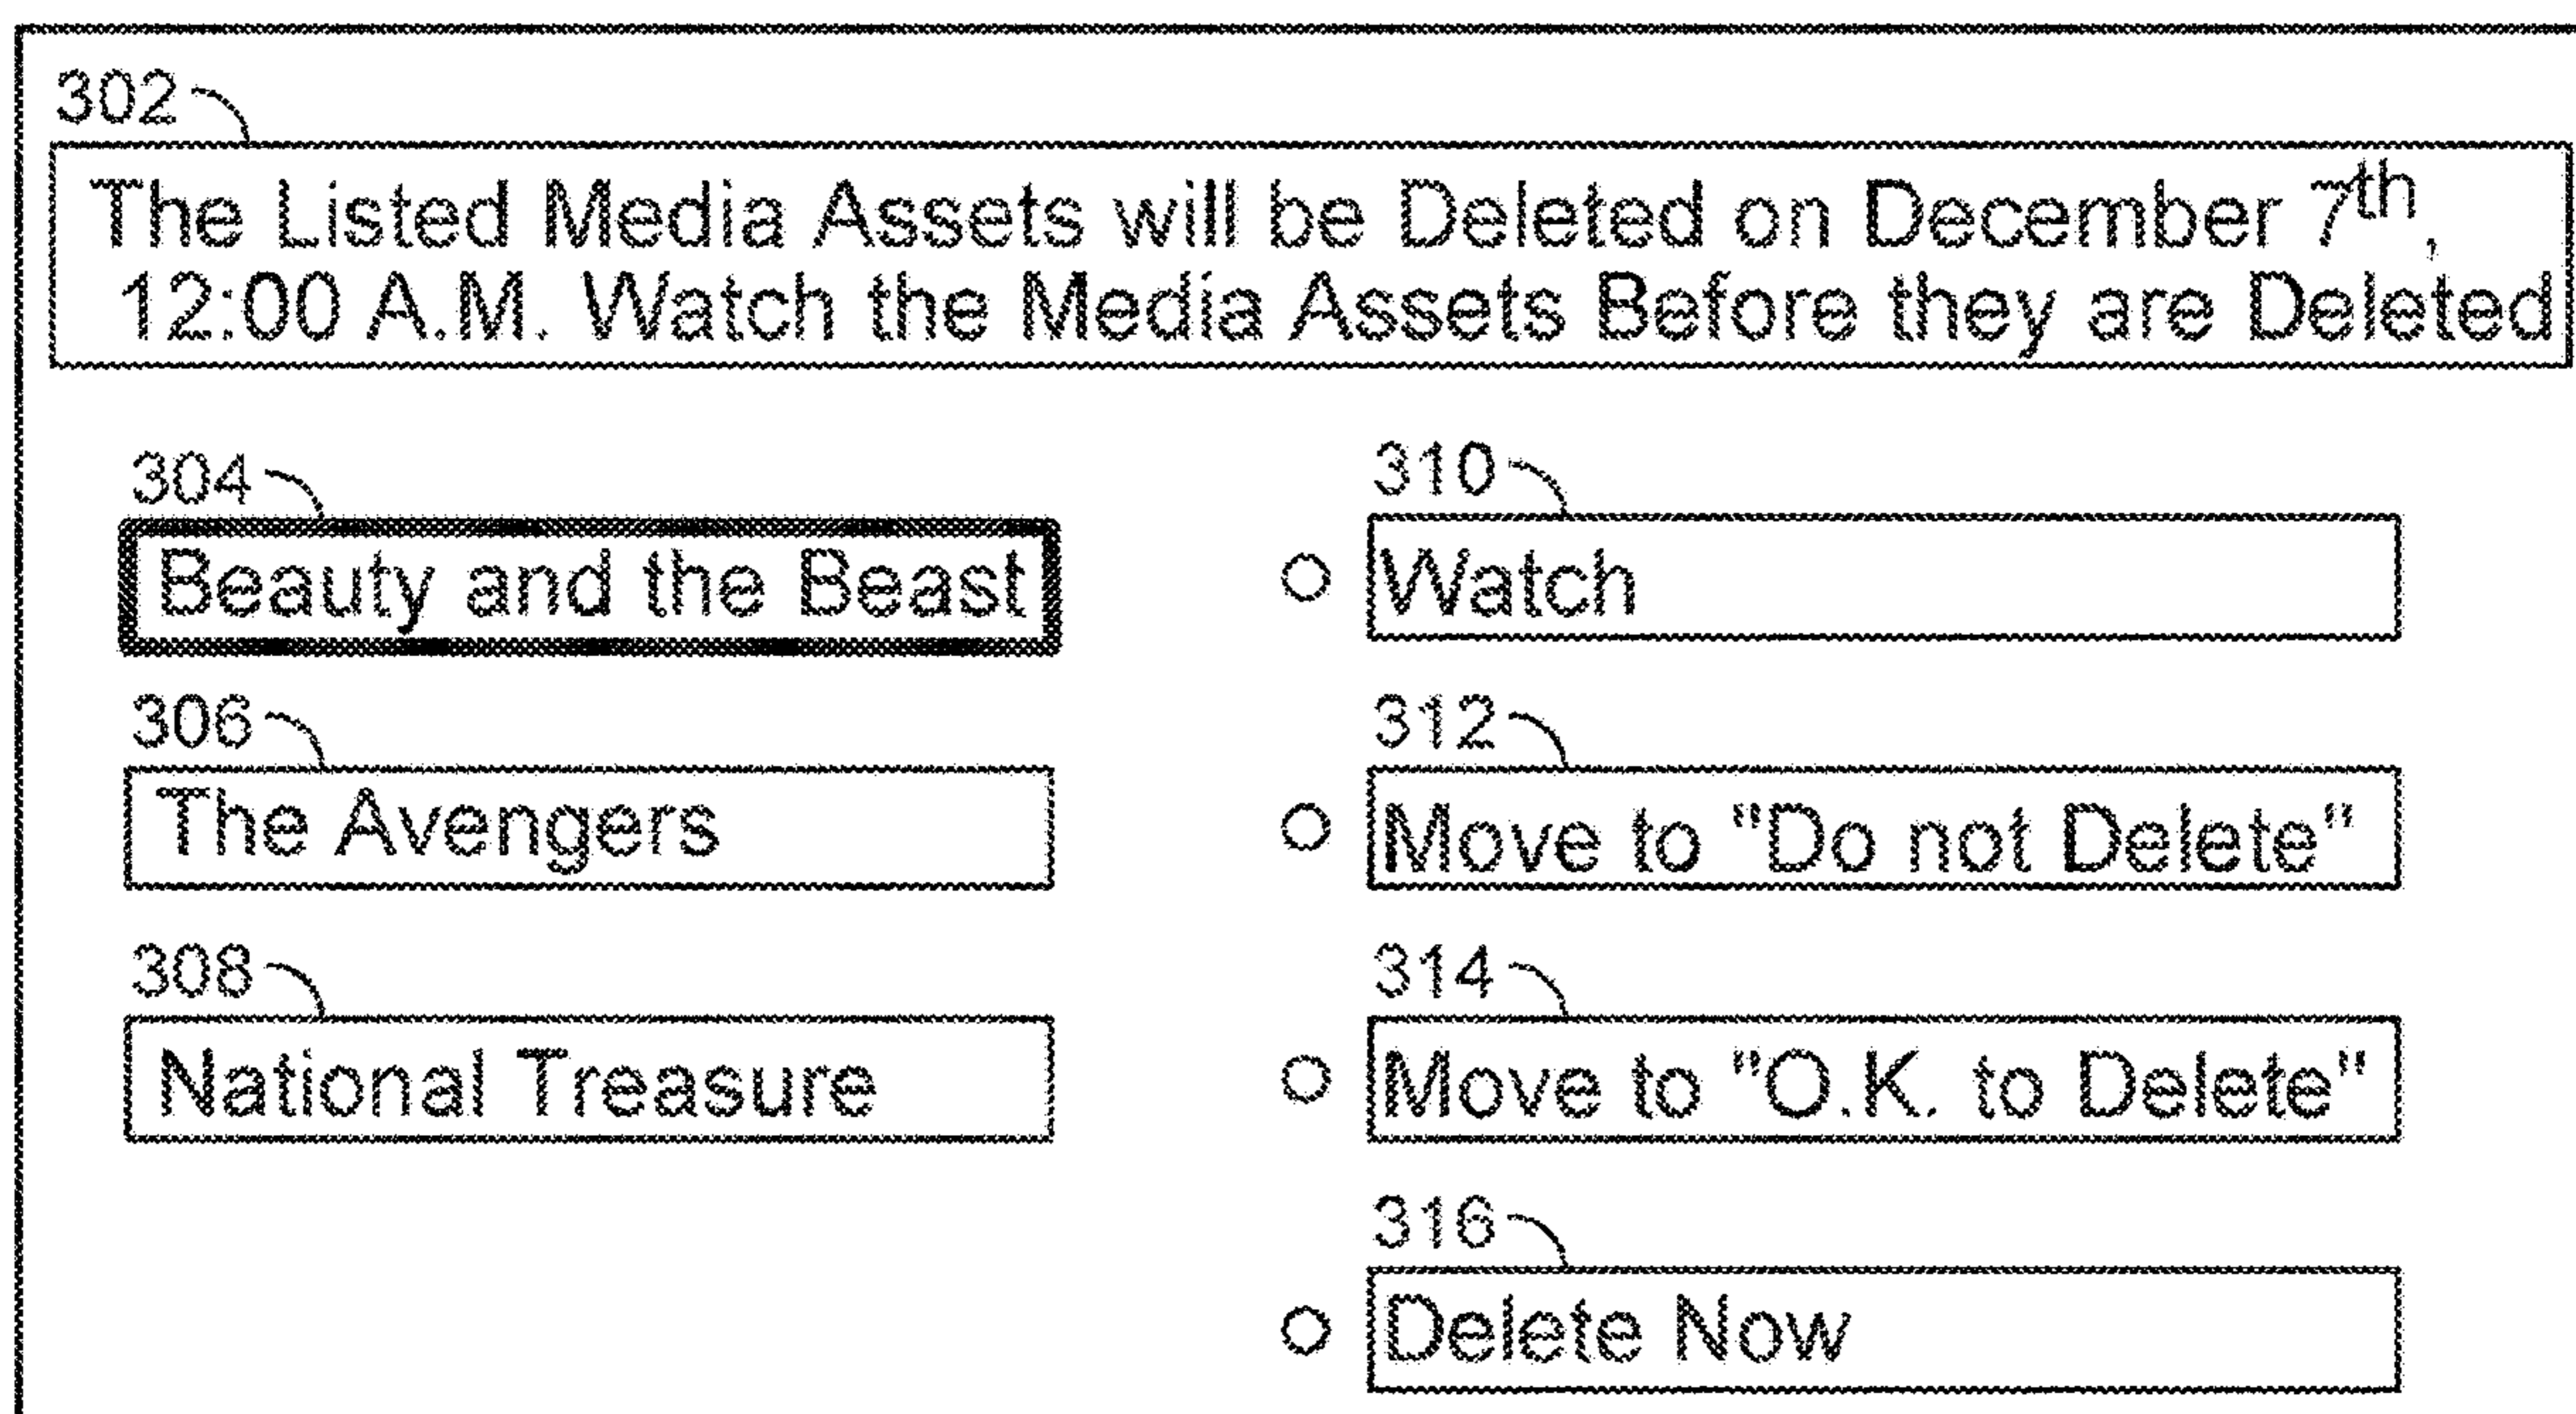 302
The Listed Media Assets will be Deleted on December 7th,
12:00 A.M. Watch the Media Assets Before they are Deleted
304
Beauty and the Beast
306
The Avengers
308
National Treasure
310
Watch
312
Move to "Do not Delete"
314
Move to "O.K. to Delete"
316
Delete Now